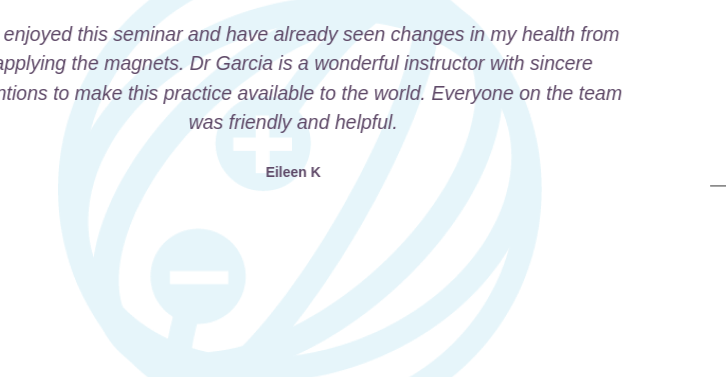 enjoyed this seminar and have already seen changes in my health from
applying the magnets. Dr Garcia is a wonderful instructor with sincere
to make this practice available to the world. Everyone on the team
was friendly and helpful.
Eileen K